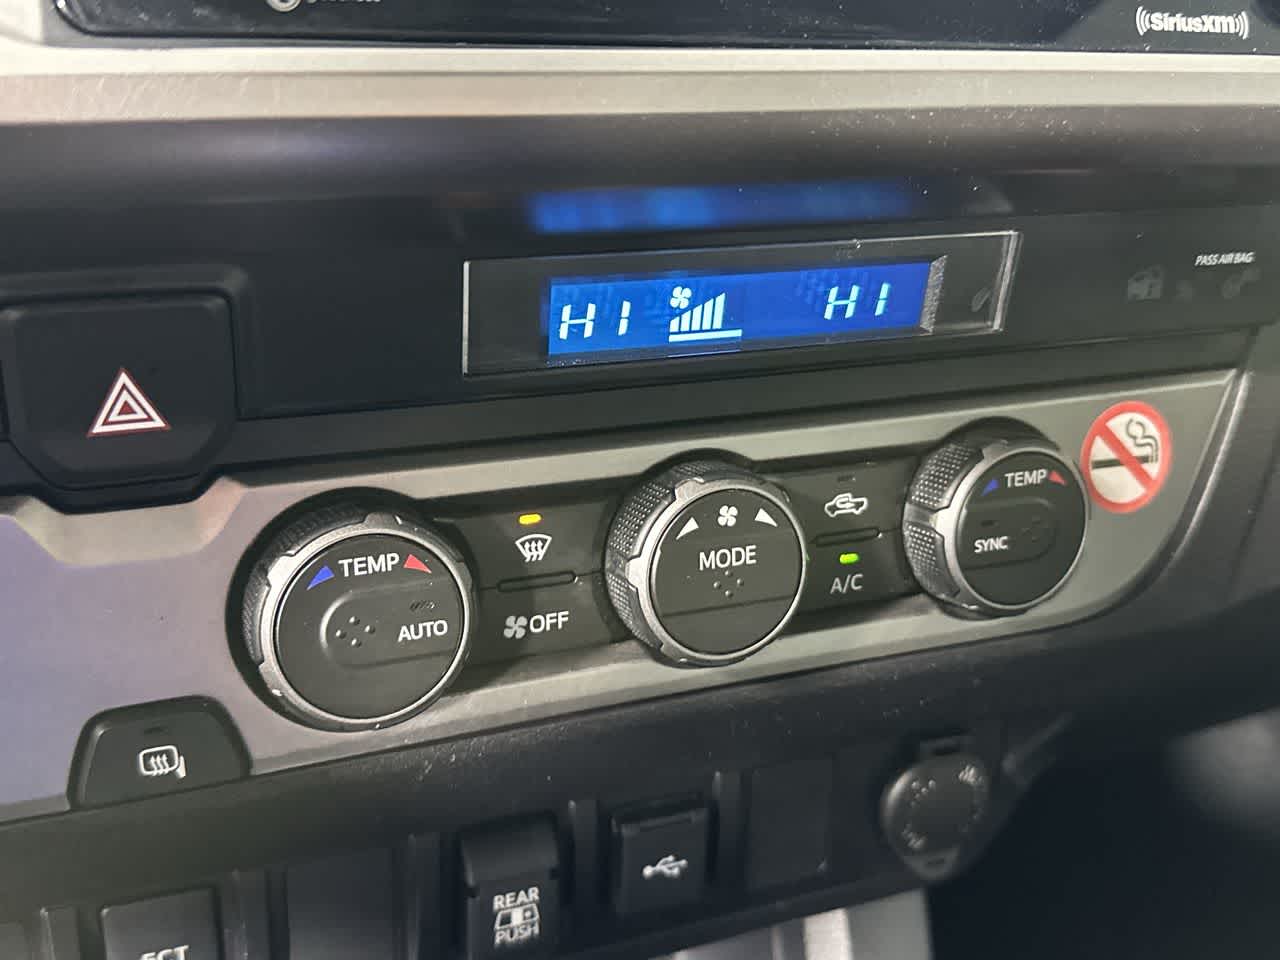 SiriusXM
PASS AIR BAG
HI HI
TEMP
AUTO
OFF
MODE
A/C
TEMP
SYNC
REAR
PUSH